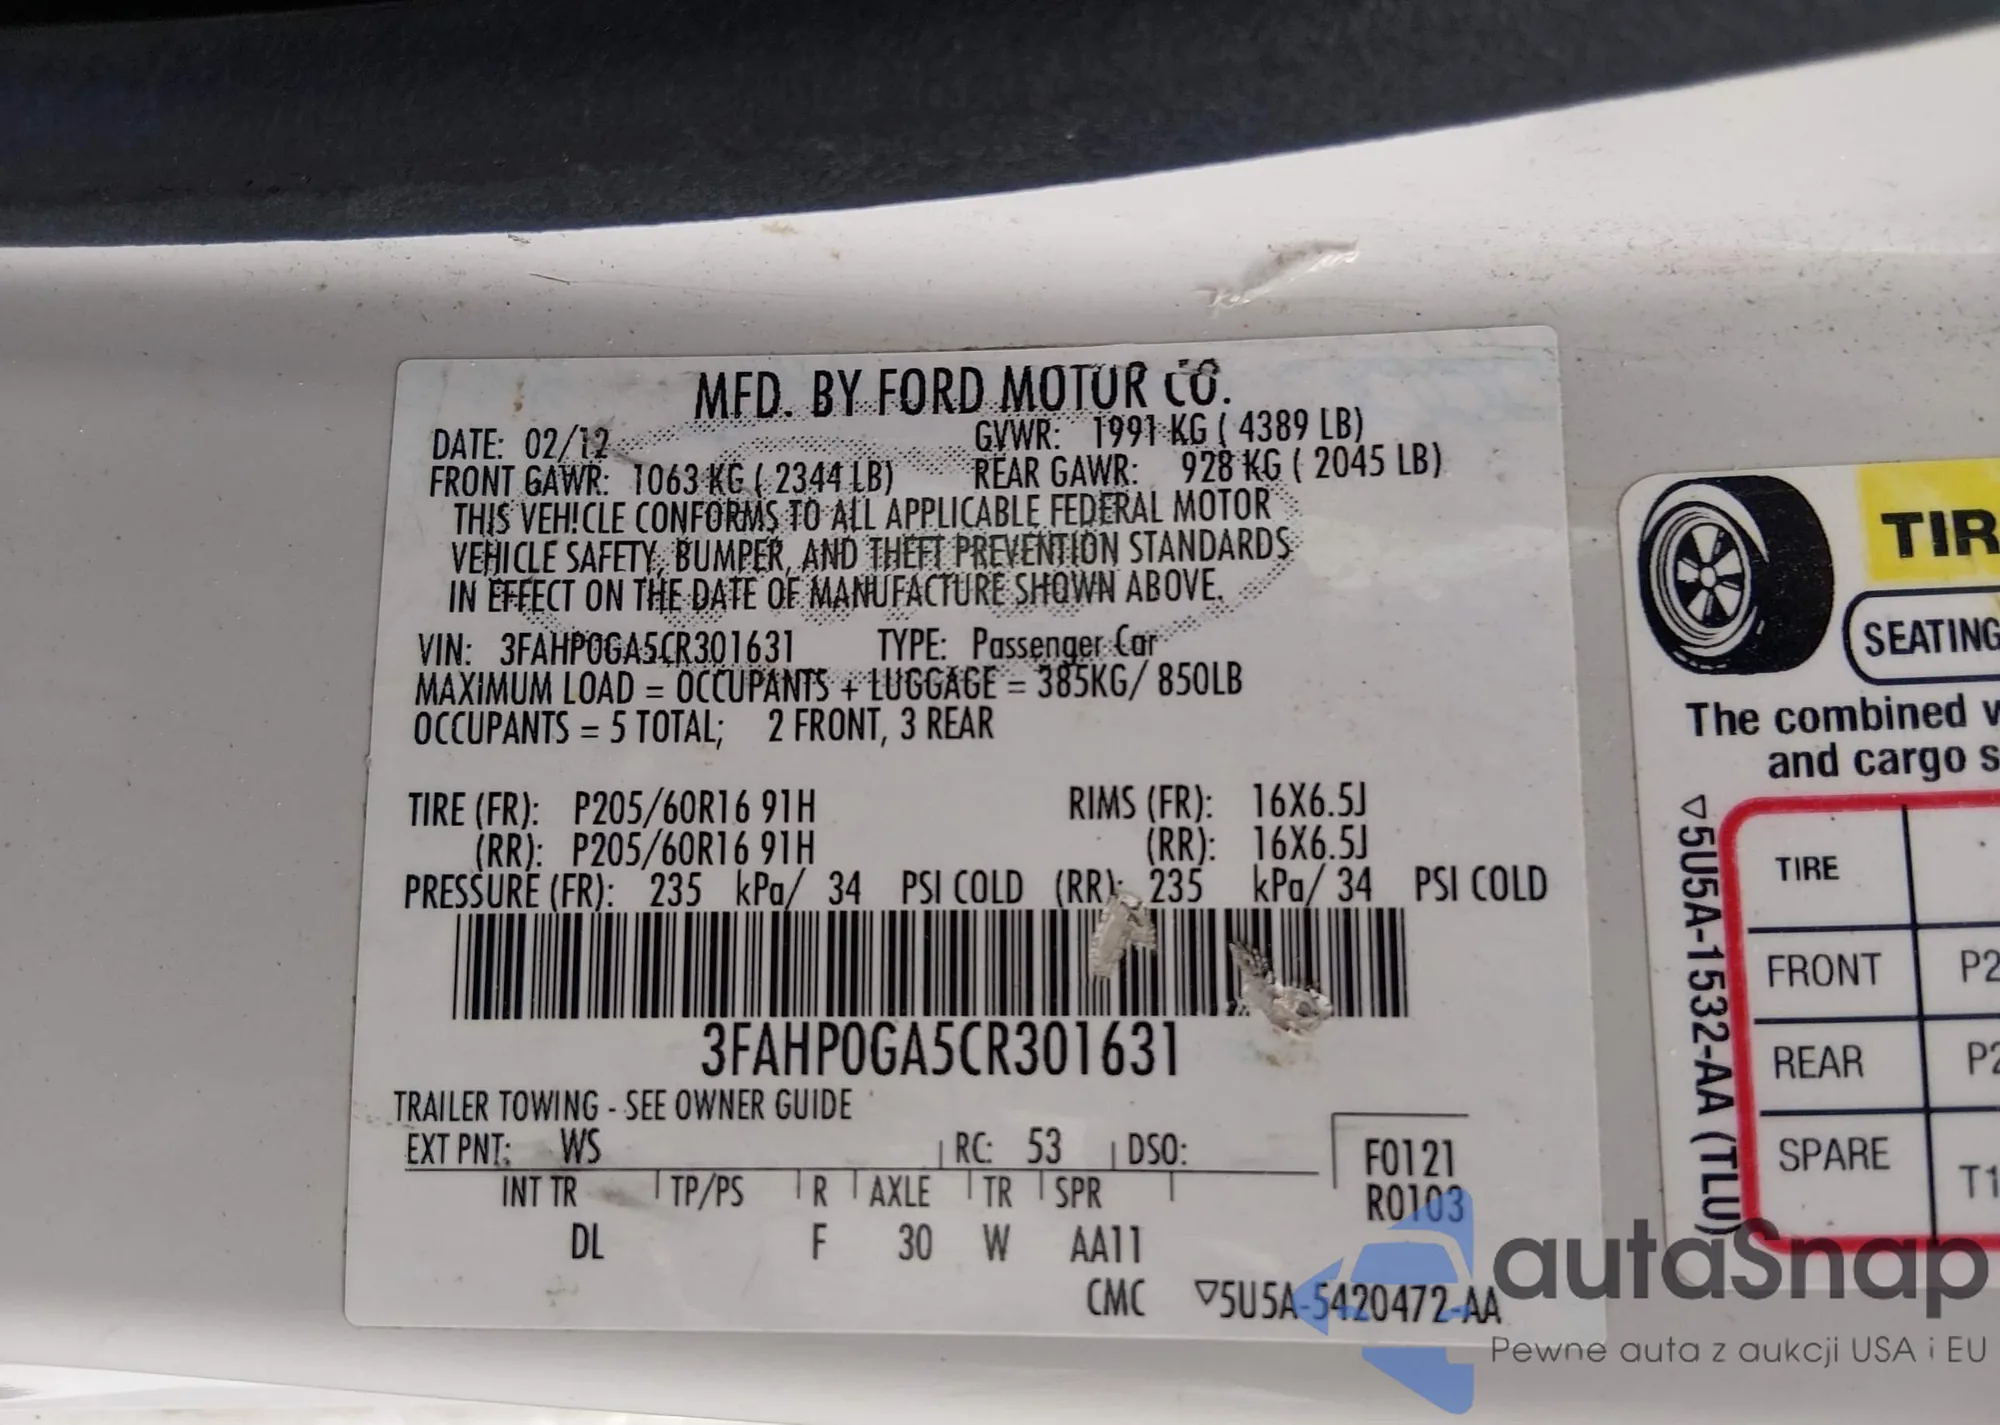 MFD. BY FORD MOTOR CO.
DATE: 02/12 GVWR: 1991 KG ( 4389 LB)
FRONT GAWR: 1063 KG ( 2344 LB) REAR GAWR: 928 KG ( 2045 LB)
THIS VEHICLE CONFORMS TO ALL APPLICABLE FEDERAL MOTOR
VEHICLE SAFETY, BUMPER, AND THEFT PREVENTION STANDARDS
IN EFFECT ON THE DATE OF MANUFACTURE SHOWN ABOVE.
VIN: 3FAHP0GA5CR301631 TYPE: Passenger Car
MAXIMUM LOAD = OCCUPANTS + LUGGAGE = 385KG/ 850LB
OCCUPANTS = 5 TOTAL; 2 FRONT, 3 REAR
TIRE (FR): P205/60R16 91H RIMS (FR): 16X6.5J
(RR): P205/60R16 91H (RR): 16X6.5J
PRESSURE (FR): 235 kPa/ 34 PSI COLD (RR): 235 kPa/ 34 PSI COLD
3FAHP0GA5CR301631
TRAILER TOWING - SEE OWNER GUIDE
EXT PNT: WS RC: 53 DSO: F0121
INT TR TP/PS R AXLE TR SPR R0103
DL F 30 W AA11
CMC ▽5U5A-5420472-AA
TIR
SEATING
The combined w
and cargo s
▽5U5A-1532-AA (TLU)
TIRE
FRONT P2
REAR P2
SPARE T1
autaSnap
Pewne auta z aukcji USA i EU